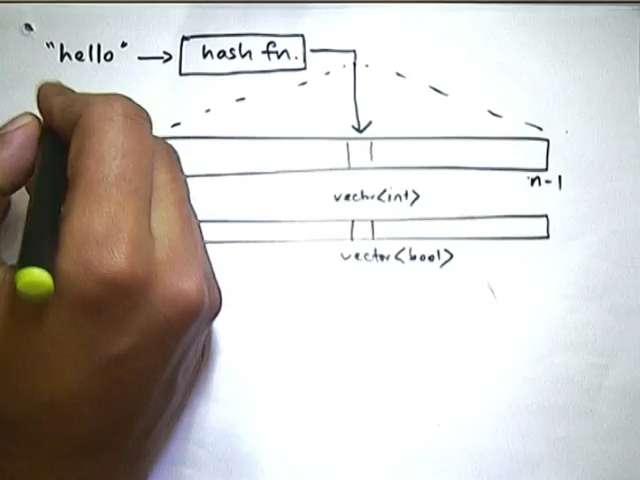 "hello" → hash fn.
n-1
vector<int>
vector<bool>